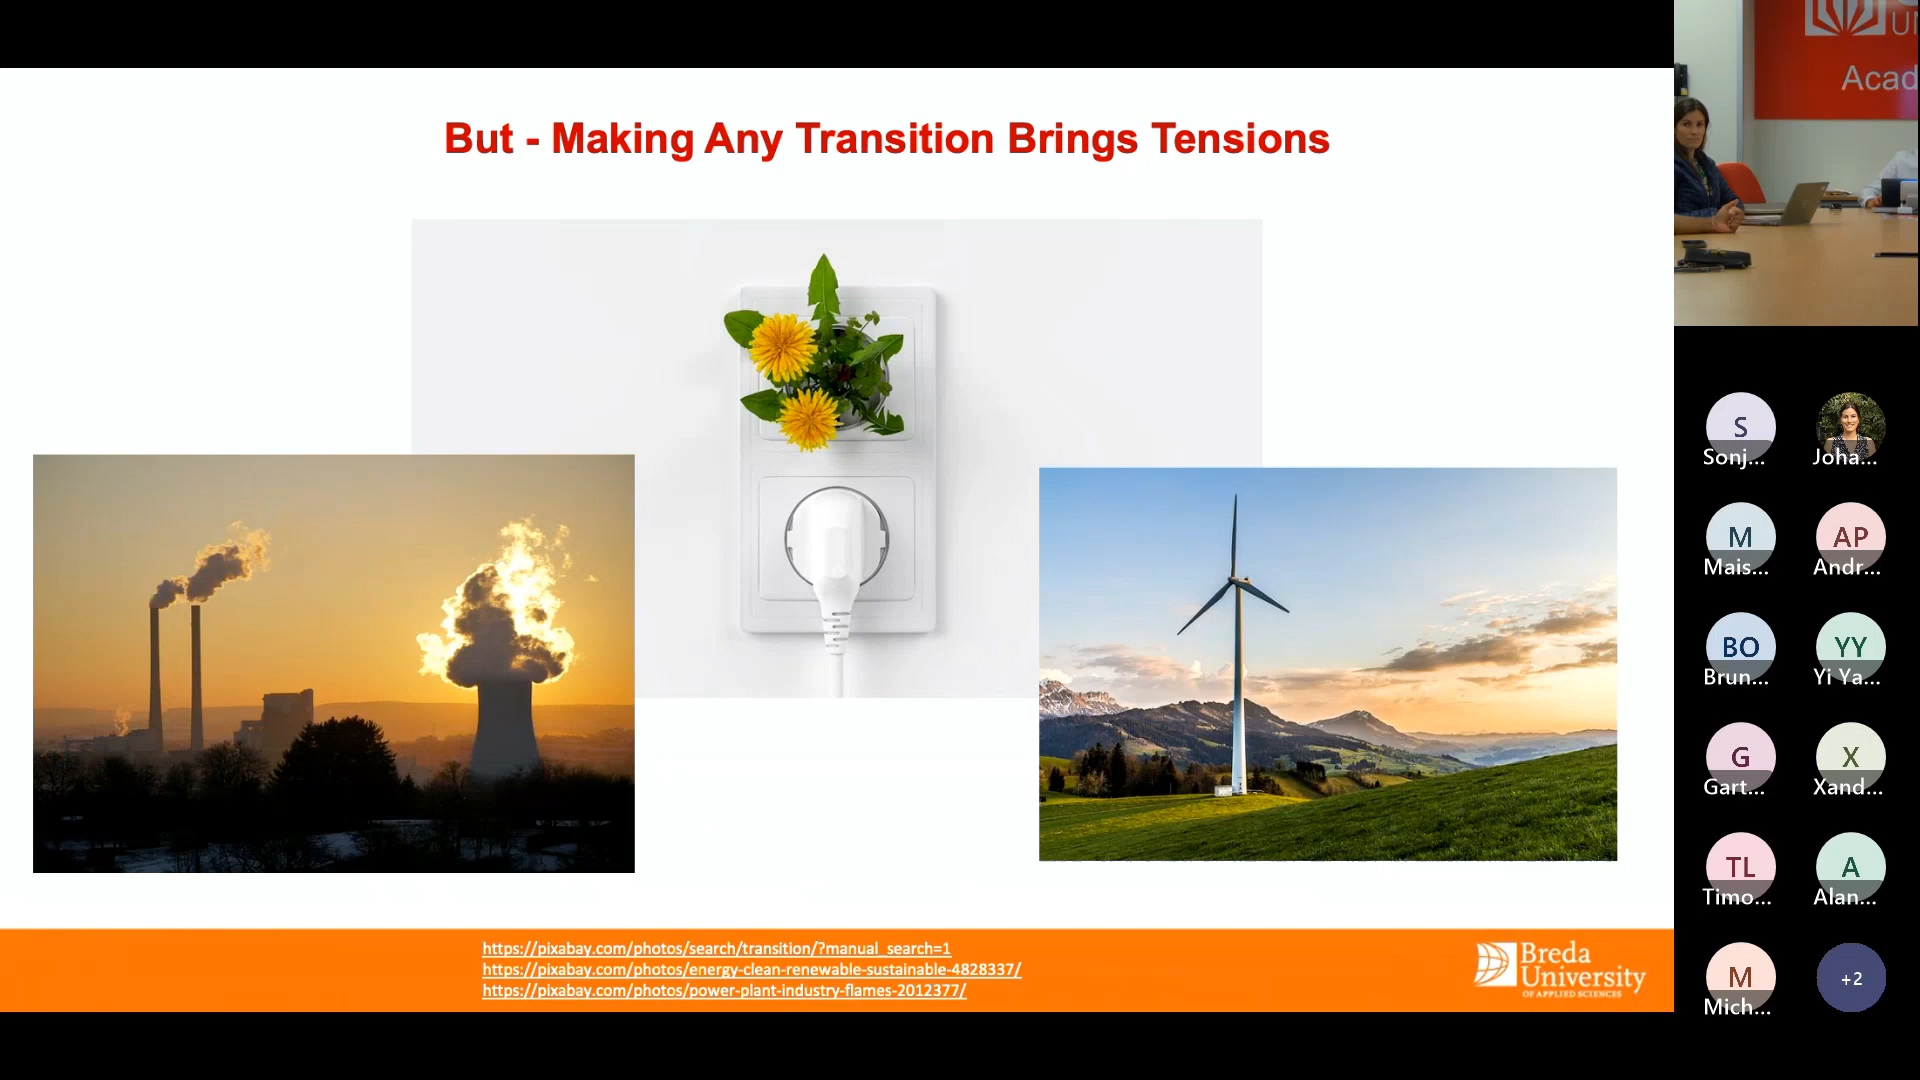 But - Making Any Transition Brings Tensions
https://pixabay.com/photos/search/transition/?manual_search=1
https://pixabay.com/photos/energy-clean-renewable-sustainable-4828337/
https://pixabay.com/photos/power-plant-industry-flames-2012377/
Breda
University
OF APPLIED SCIENCES
UN
Acad
S
Sonj...
Joha...
M
Mais...
AP
Andr...
BO
Brun...
YY
Yi Ya...
G
Gart...
X
Xand...
TL
Timo...
A
Alan...
M
Mich...
+2